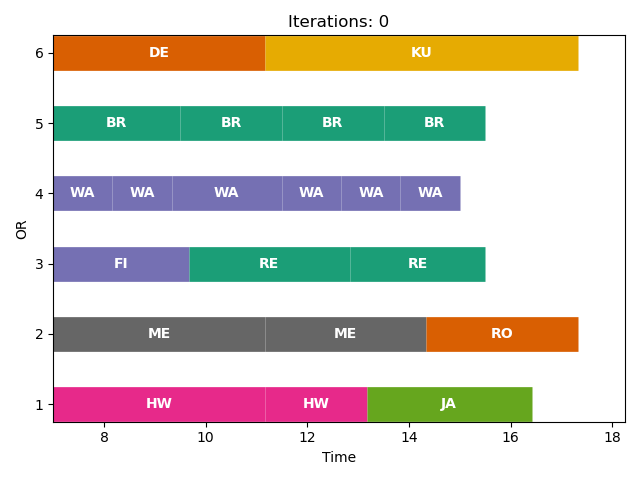 Iterations: 0
6 DE KU
5 BR BR BR BR
4 WA WA WA WA WA WA
OR
3 FI RE RE
2 ME ME RO
1 HW HW JA
8 10 12 14 16 18
Time